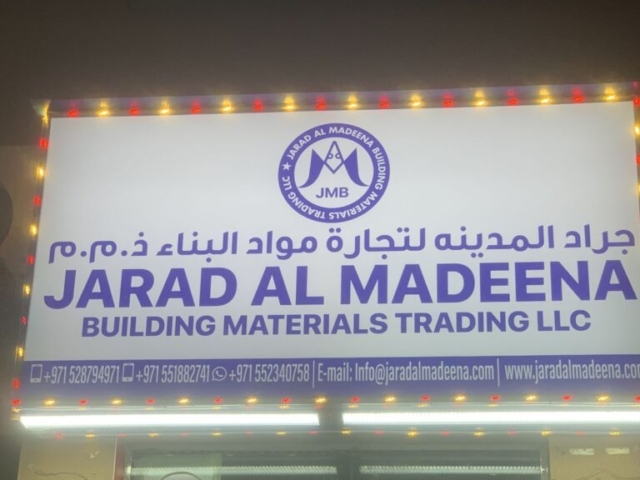 JARAD AL MADEENA BUILDING MATERIALS TRADING LLC ★
JMB
جراد المدينه لتجارة مواد البناء ذ.م.م
JARAD AL MADEENA
BUILDING MATERIALS TRADING LLC
+971 528794971 +971 551882741 +971 552340758 | E-mail: Info@jaradalmadeena.com | www.jaradalmadeena.com